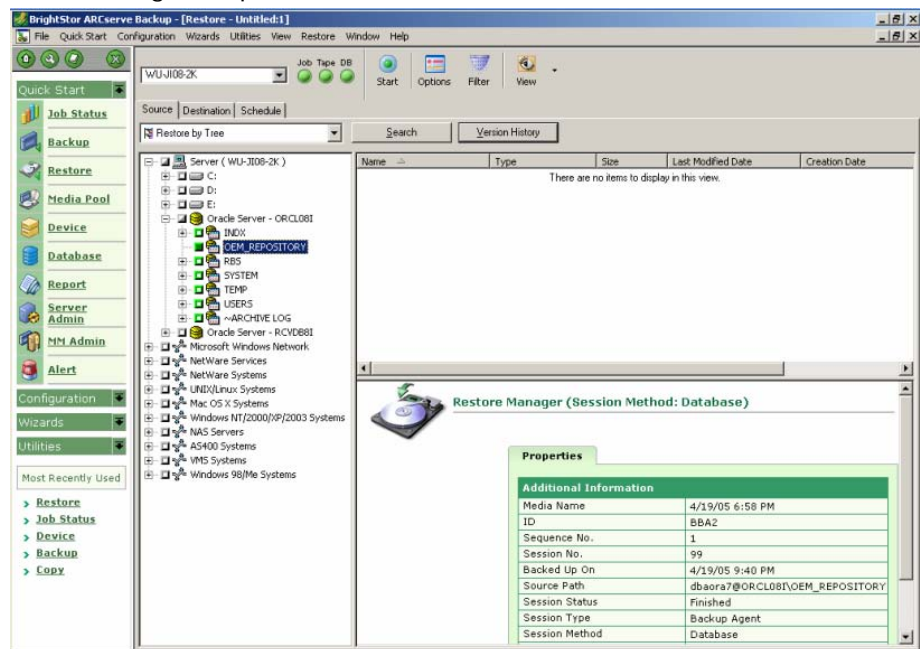 BrightStor ARCserve Backup - [Restore - Untitled:1]
File Quick Start Configuration Wizards Utilities View Restore Window Help
Quick Start
Job Status
Backup
Restore
Media Pool
Device
Database
Report
Server Admin
MM Admin
Alert
Configuration
Wizards
Utilities
Most Recently Used
Restore
Job Status
Device
Backup
Copy
WU-JI08-2K
Job Tape DB
Start Options Filter View
Source Destination Schedule
Restore by Tree
Search Version History
Server ( WU-JI08-2K )
C:
D:
E:
Oracle Server - ORCL08I
INDX
OEM_REPOSITORY
RBS
SYSTEM
TEMP
USERS
~ARCHIVE LOG
Oracle Server - RCVDB8I
Microsoft Windows Network
NetWare Services
NetWare Systems
UNIX/Linux Systems
Mac OS X Systems
Windows NT/2000/XP/2003 Systems
NAS Servers
AS400 Systems
VMS Systems
Windows 98/Me Systems
Name Type Size Last Modified Date Creation Date
There are no items to display in this view.
Restore Manager (Session Method: Database)
Properties
Additional Information
Media Name 4/19/05 6:58 PM
ID BBA2
Sequence No. 1
Session No. 99
Backed Up On 4/19/05 9:40 PM
Source Path dbaora7@ORCL08I\OEM_REPOSITORY
Session Status Finished
Session Type Backup Agent
Session Method Database